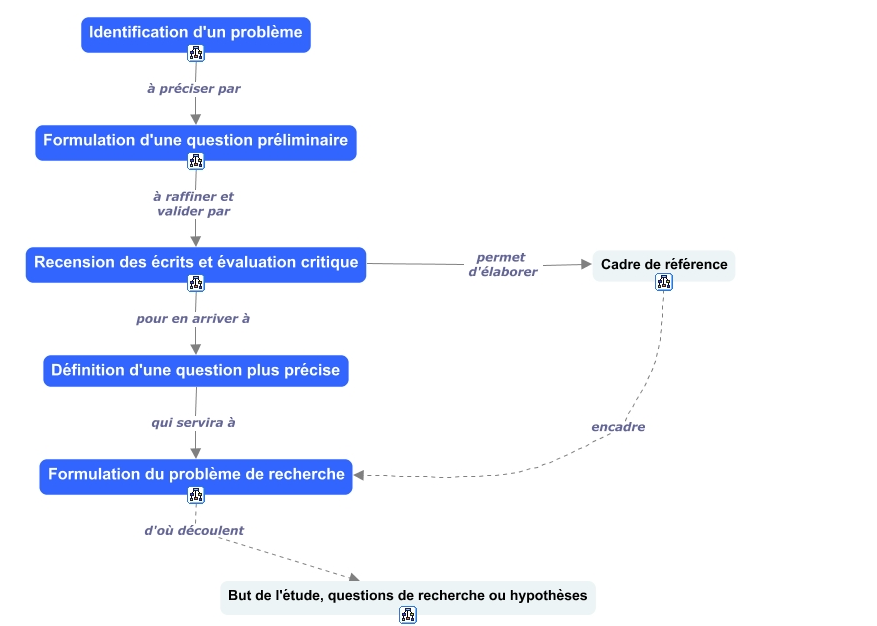 Identification d'un problème
à préciser par
Formulation d'une question préliminaire
à raffiner et
valider par
Recension des écrits et évaluation critique
permet
d'élaborer
Cadre de référence
pour en arriver à
Définition d'une question plus précise
qui servira à
encadre
Formulation du problème de recherche
d'où découlent
But de l'étude, questions de recherche ou hypothèses